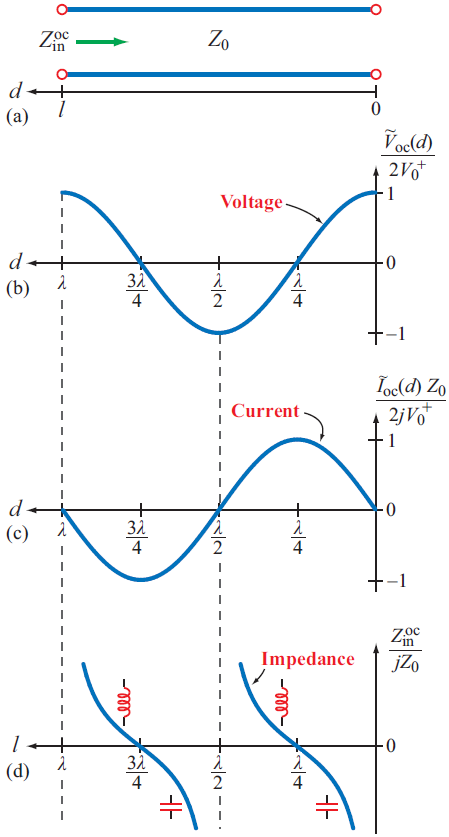 Z_in^oc Z_0
d l 0
(a)
Ṽ_oc(d)
2V_0^+
1
Voltage
d 0
(b) λ 3λ/4 λ/2 λ/4
−1
Ĩ_oc(d) Z_0
2jV_0^+
Current
1
d 0
(c) λ 3λ/4 λ/2 λ/4
−1
Z_in^oc
jZ_0
Impedance
l 0
(d) λ 3λ/4 λ/2 λ/4